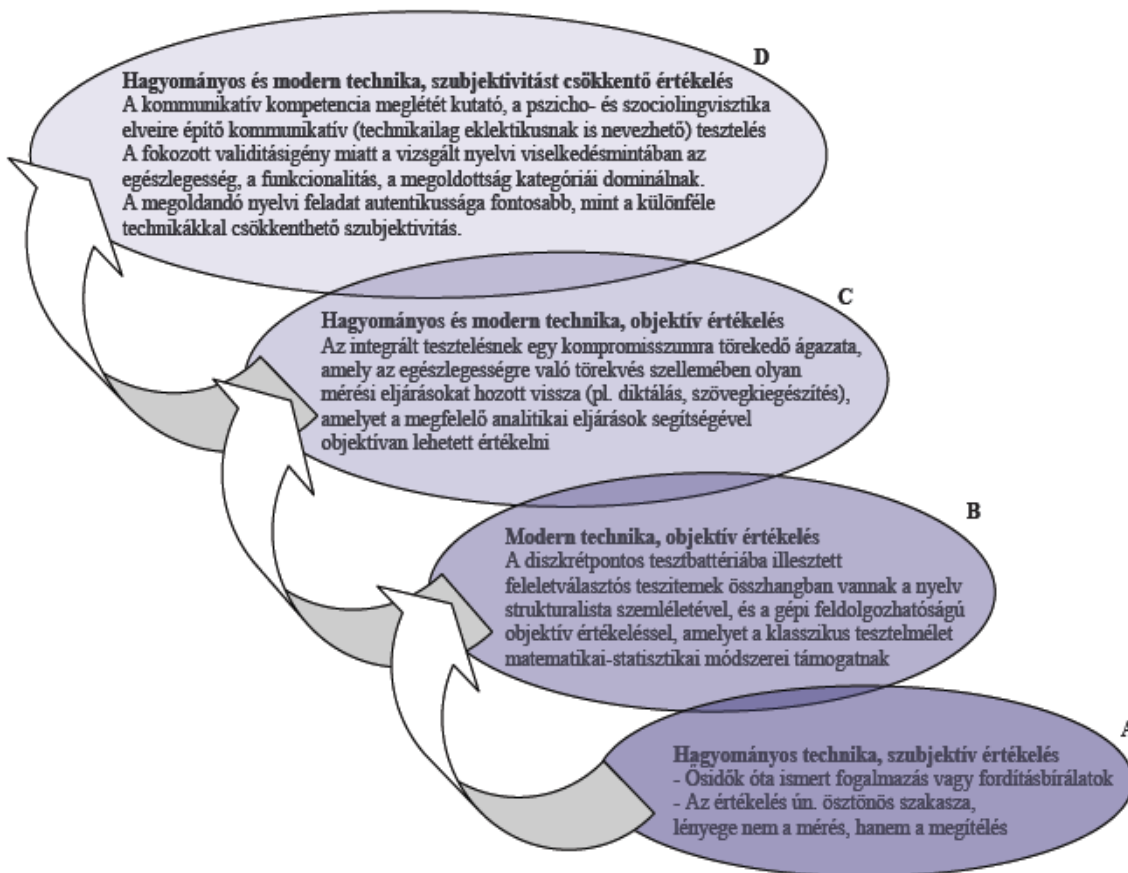 D
Hagyományos és modern technika, szubjektivitást csökkentő értékelés
A kommunikatív kompetencia meglétét kutató, a pszicho- és szociolingvisztika
elveire építő kommunikatív (technikailag eklektikusnak is nevezhető) tesztelés
A fokozott validitásigény miatt a vizsgált nyelvi viselkedésmintában az
egészlegesség, a funkcionalitás, a megoldottság kategóriái dominálnak.
A megoldandó nyelvi feladat autentikussága fontosabb, mint a különféle
technikákkal csökkenthető szubjektivitás.
C
Hagyományos és modern technika, objektív értékelés
Az integrált tesztelésnek egy kompromisszumra törekedő ágazata,
amely az egészlegességre való törekvés szellemében olyan
mérési eljárásokat hozott vissza (pl. diktálás, szövegkiegészítés),
amelyet a megfelelő analitikai eljárások segítségével
objektívan lehetett értékelni
B
Modern technika, objektív értékelés
A diszkrétpontos tesztbattériába illesztett
feleletválasztós teszitemek összhangban vannak a nyelv
strukturalista szemléletével, és a gépi feldolgozhatóságú
objektív értékeléssel, amelyet a klasszikus tesztelmélet
matematikai-statisztikai módszerei támogatnak
A
Hagyományos technika, szubjektív értékelés
- Ősidők óta ismert fogalmazás vagy fordításbírálatok
- Az értékelés ún. ösztönös szakasza,
lényege nem a mérés, hanem a megítélés